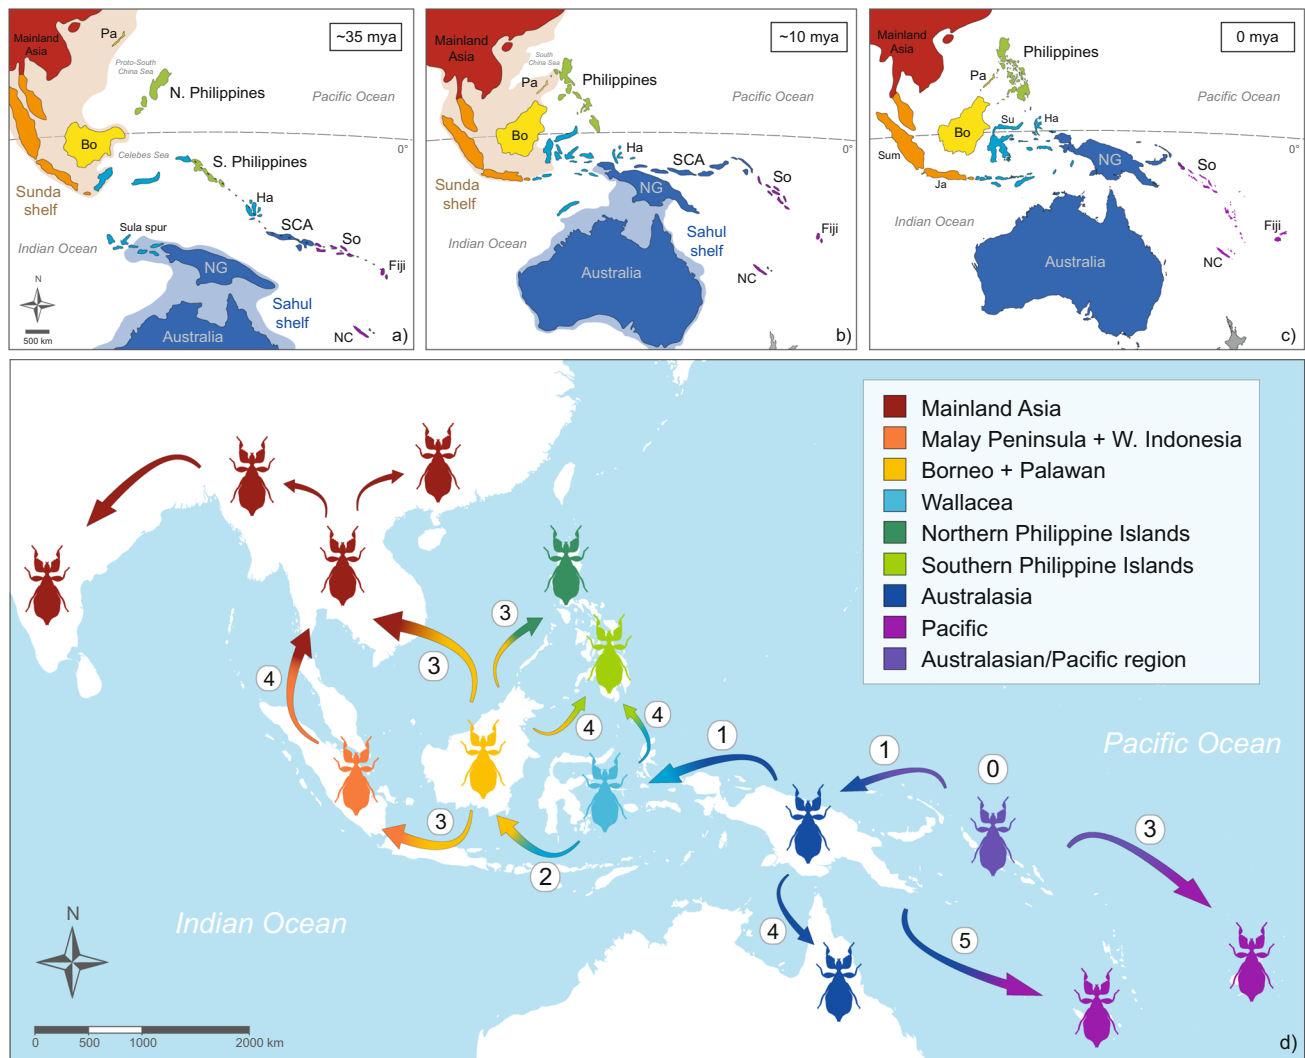 ~35 mya
Mainland
Asia
Pa
Proto-South
China Sea
N. Philippines
Pacific Ocean
Bo
Celebes Sea
0°
S. Philippines
Sunda
shelf
Ha
Sula spur
SCA
So
Indian Ocean
Fiji
NG
N
Sahul
shelf
500 km
Australia
NC
a)
~10 mya
Mainland
Asia
South
China Sea
Pa
Philippines
Pacific Ocean
Bo
Ha
0°
SCA
Sunda
shelf
NG
So
Indian Ocean
Sahul
shelf
Fiji
Australia
NC
b)
0 mya
Mainland
Asia
Philippines
Pa
Pacific Ocean
Su
Ha
Bo
0°
Sum
NG
So
Ja
Indian Ocean
Fiji
Australia
NC
c)
Mainland Asia
Malay Peninsula + W. Indonesia
Borneo + Palawan
Wallacea
Northern Philippine Islands
Southern Philippine Islands
Australasia
Pacific
Australasian/Pacific region
3
3
4
4
4
1
1
0
Pacific Ocean
3
3
2
4
5
Indian Ocean
N
0
500
1000
2000 km
d)